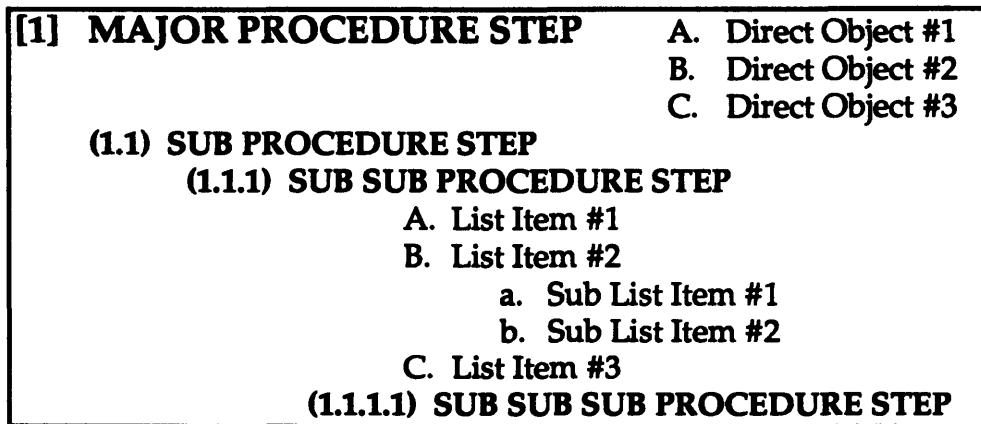 [1] MAJOR PROCEDURE STEP A. Direct Object #1
B. Direct Object #2
C. Direct Object #3
(1.1) SUB PROCEDURE STEP
(1.1.1) SUB SUB PROCEDURE STEP
A. List Item #1
B. List Item #2
a. Sub List Item #1
b. Sub List Item #2
C. List Item #3
(1.1.1.1) SUB SUB SUB PROCEDURE STEP